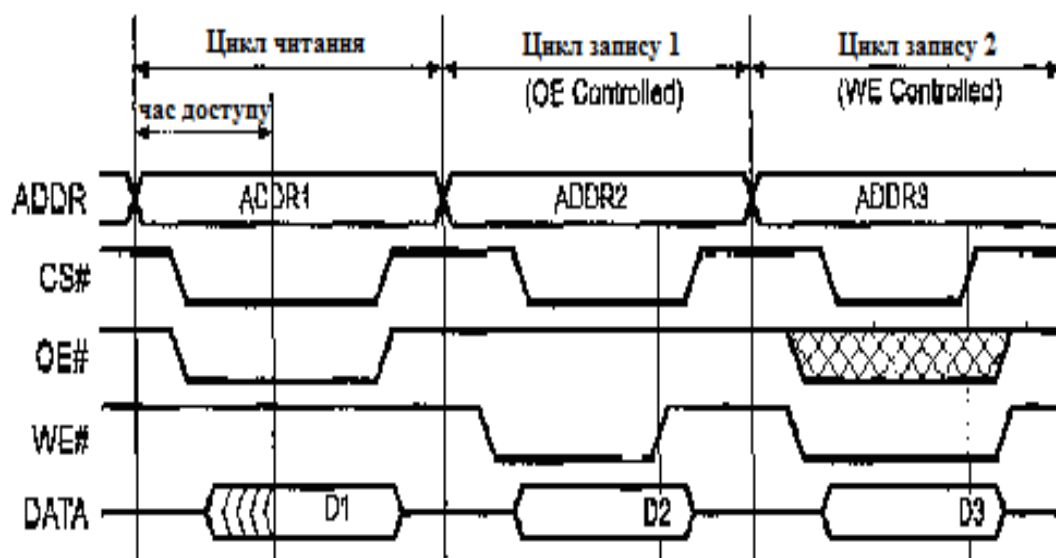 Цикл читання Цикл запису 1 Цикл запису 2
(OE Controlled) (WE Controlled)
час доступу
ADDR ADDR1 ADDR2 ADDR3
CS#
OE#
WE#
DATA D1 D2 D3